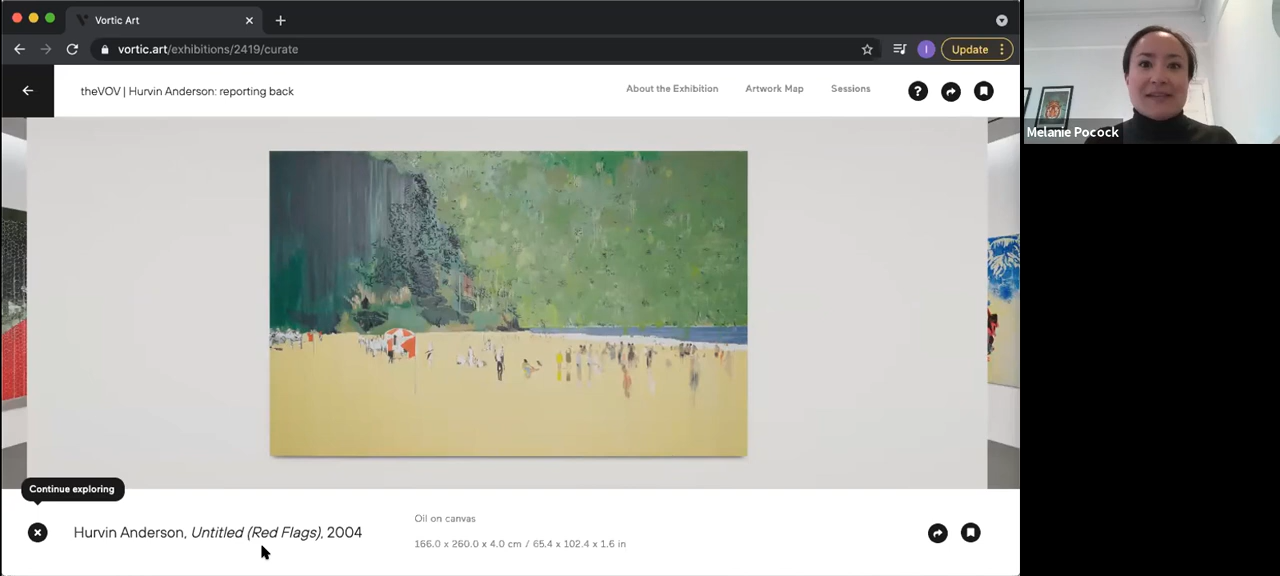 Vortic Art
vortic.art/exhibitions/2419/curate
I
Update
theVOV | Hurvin Anderson: reporting back
About the Exhibition
Artwork Map
Sessions
?
Melanie Pocock
Continue exploring
Hurvin Anderson, Untitled (Red Flags), 2004
Oil on canvas
166.0 x 260.0 x 4.0 cm / 65.4 x 102.4 x 1.6 in